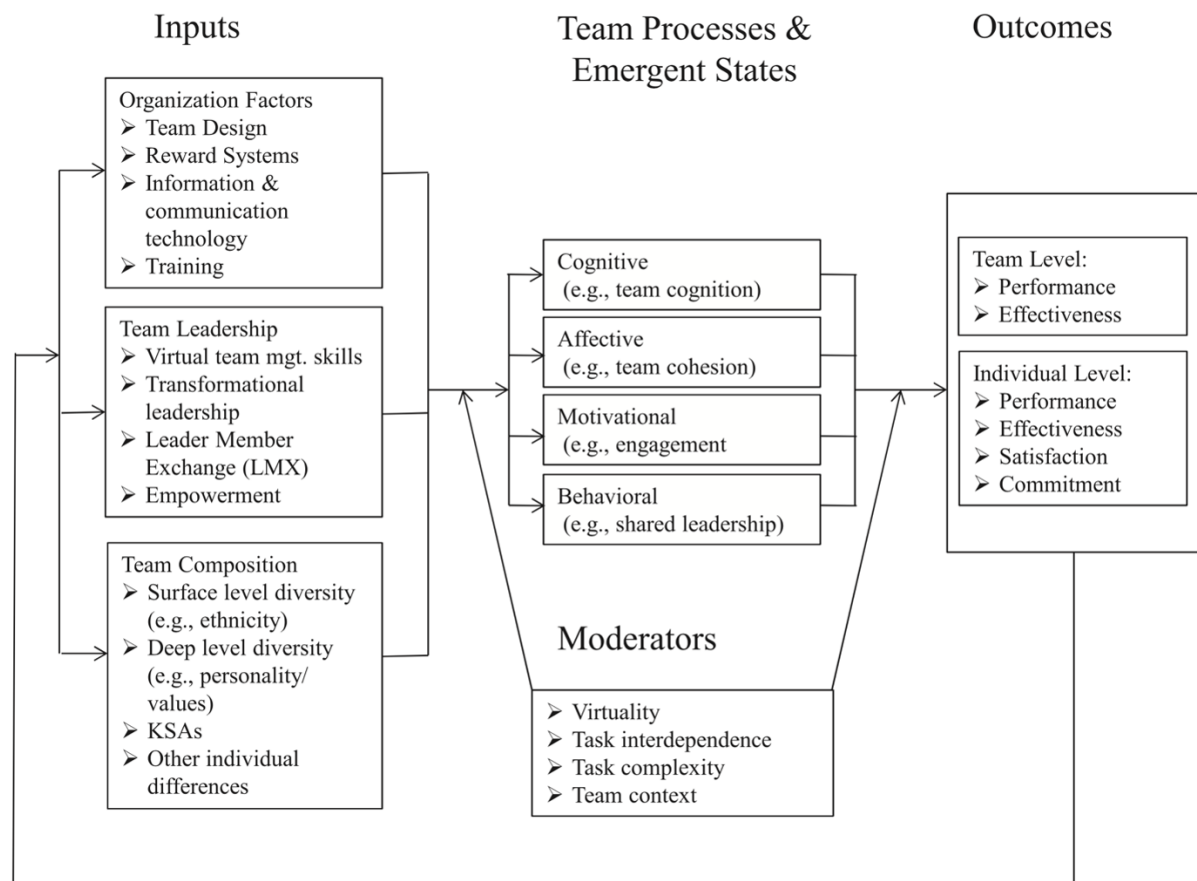 Inputs
Team Processes &
Emergent States
Outcomes
Organization Factors
➢ Team Design
➢ Reward Systems
➢ Information &
communication
technology
➢ Training
Team Leadership
➢ Virtual team mgt. skills
➢ Transformational
leadership
➢ Leader Member
Exchange (LMX)
➢ Empowerment
Team Composition
➢ Surface level diversity
(e.g., ethnicity)
➢ Deep level diversity
(e.g., personality/
values)
➢ KSAs
➢ Other individual
differences
Cognitive
(e.g., team cognition)
Affective
(e.g., team cohesion)
Motivational
(e.g., engagement
Behavioral
(e.g., shared leadership)
Moderators
➢ Virtuality
➢ Task interdependence
➢ Task complexity
➢ Team context
Team Level:
➢ Performance
➢ Effectiveness
Individual Level:
➢ Performance
➢ Effectiveness
➢ Satisfaction
➢ Commitment